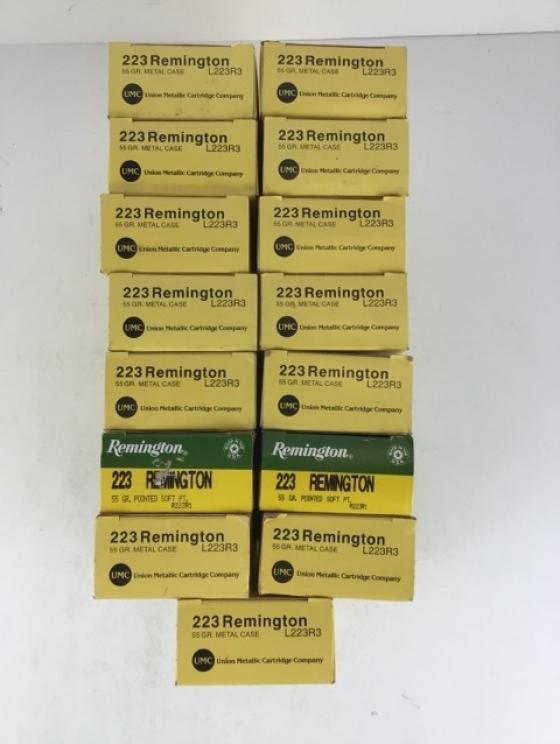 223 Remington
55 GR. METAL CASE L223R3
UMC Union Metallic Cartridge Company
223 Remington
55 GR. METAL CASE L223R3
UMC Union Metallic Cartridge Company
223 Remington
55 GR. METAL CASE L223R3
UMC Union Metallic Cartridge Company
223 Remington
55 GR. METAL CASE L223R3
UMC Union Metallic Cartridge Company
223 Remington
55 GR. METAL CASE L223R3
UMC Union Metallic Cartridge Company
223 Remington
55 GR. METAL CASE L223R3
UMC Union Metallic Cartridge Company
223 Remington
55 GR. METAL CASE L223R3
UMC Union Metallic Cartridge Company
223 Remington
55 GR. METAL CASE L223R3
UMC Union Metallic Cartridge Company
223 Remington
55 GR. METAL CASE L223R3
UMC Union Metallic Cartridge Company
223 Remington
55 GR. METAL CASE L223R3
UMC Union Metallic Cartridge Company
Remington
223 REMINGTON
55 GR. POINTED SOFT PT.
R223R1
Remington
223 REMINGTON
55 GR. POINTED SOFT PT.
R223R1
223 Remington
55 GR. METAL CASE L223R3
UMC Union Metallic Cartridge Company
223 Remington
55 GR. METAL CASE L223R3
UMC Union Metallic Cartridge Company
223 Remington
55 GR. METAL CASE L223R3
UMC Union Metallic Cartridge Company